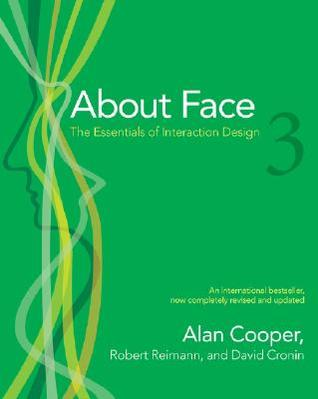 About Face
The Essentials of Interaction Design
3
An international bestseller,
now completely revised and updated
Alan Cooper,
Robert Reimann, and David Cronin